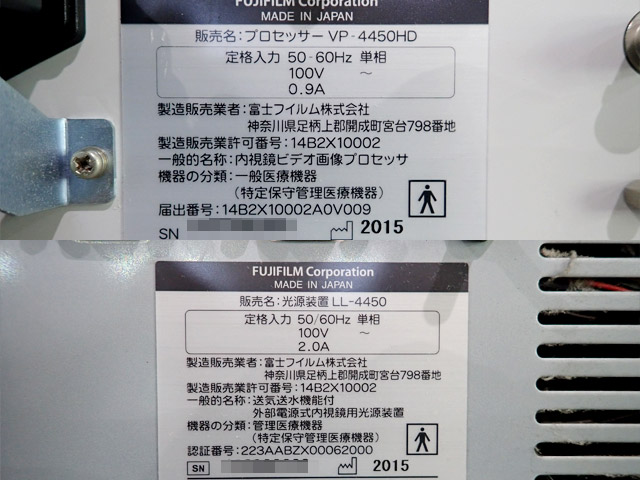 FUJIFILM Corporation
MADE IN JAPAN
販売名:プロセッサー VP-4450HD
定格入力 50-60Hz 単相
100V ～
0.9A
製造販売業者:富士フイルム株式会社
神奈川県足柄上郡開成町宮台798番地
製造販売業許可番号:14B2X10002
一般的名称:内視鏡ビデオ画像プロセッサ
機器の分類:一般医療機器
(特定保守管理医療機器)
届出番号:14B2X10002A0V009
SN 2015
FUJIFILM Corporation
MADE IN JAPAN
販売名:光源装置 LL-4450
定格入力 50/60Hz 単相
100V ～
2.0A
製造販売業者:富士フイルム株式会社
神奈川県足柄上郡開成町宮台798番地
製造販売業許可番号:14B2X10002
一般的名称:送気送水機能付
外部電源式内視鏡用光源装置
機器の分類:管理医療機器
(特定保守管理医療機器)
認証番号:223AABZX00062000
SN 2015